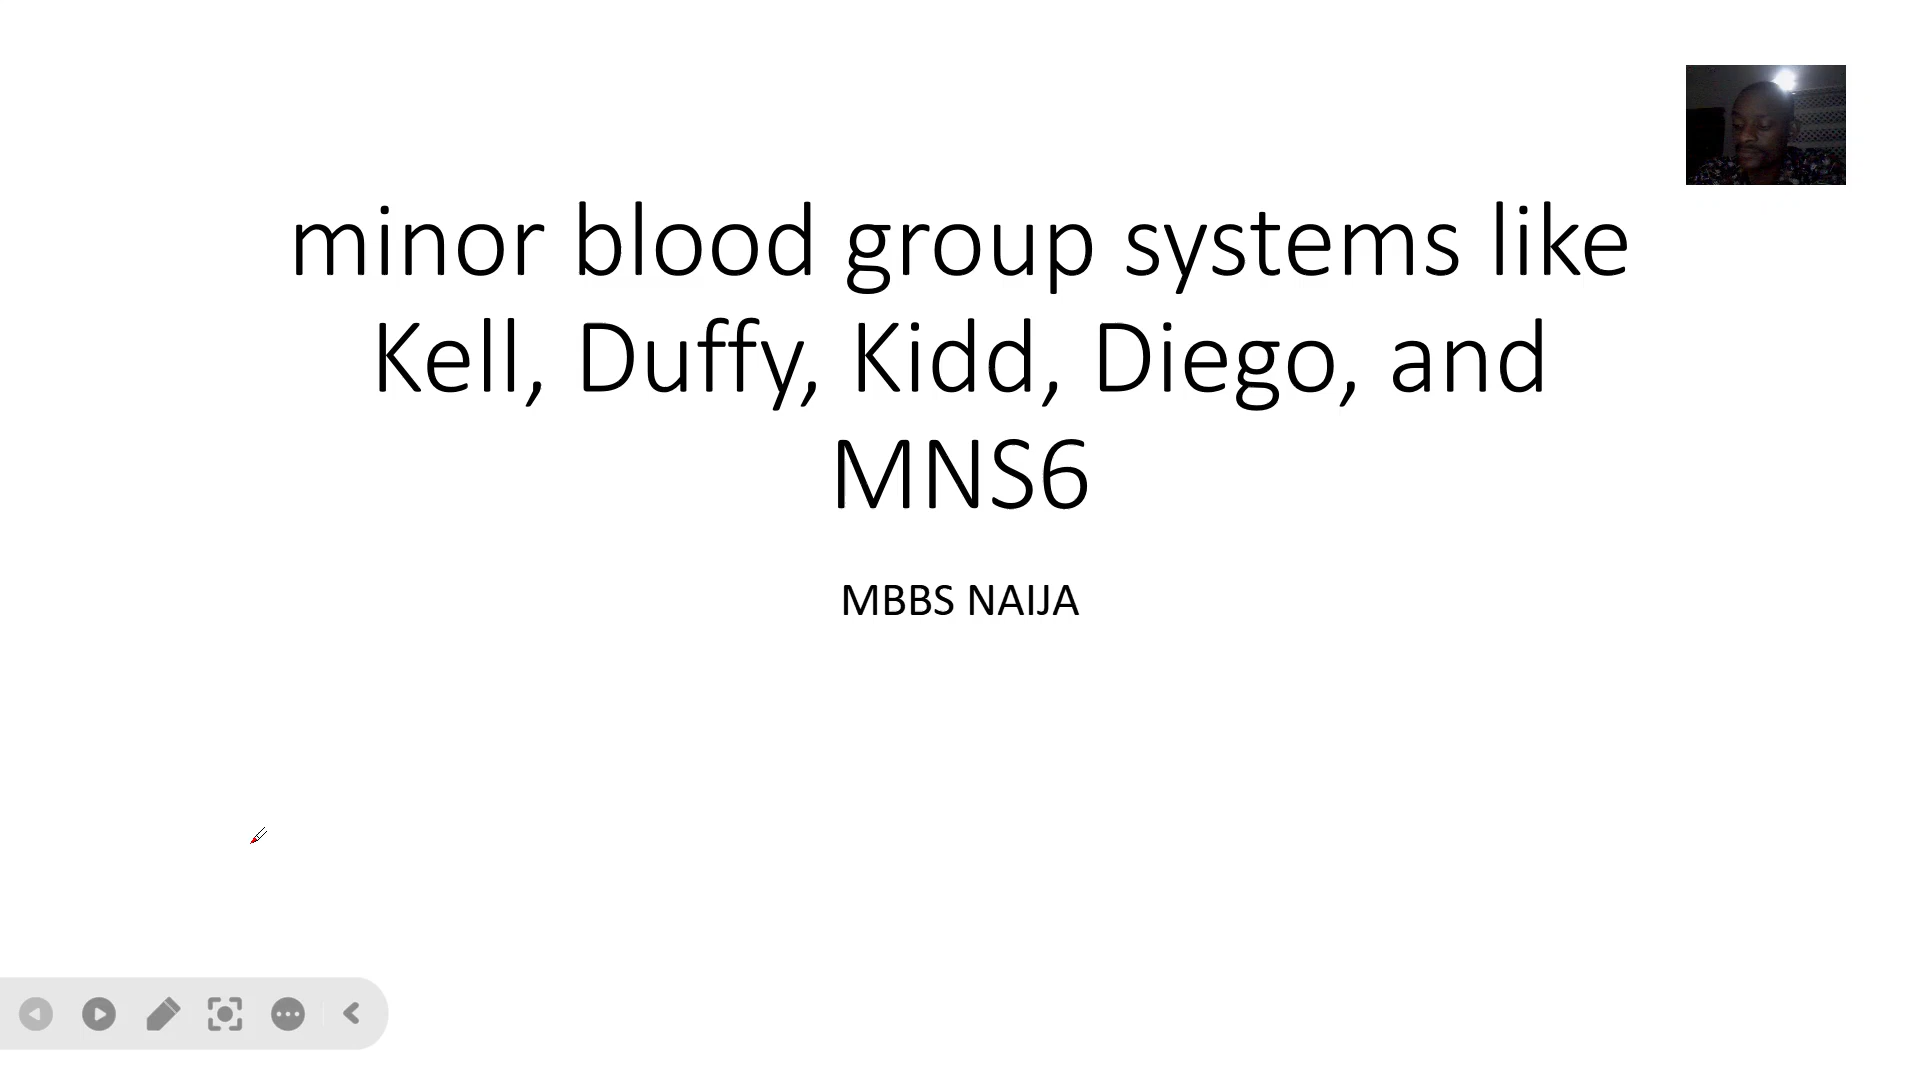 minor blood group systems like
Kell, Duffy, Kidd, Diego, and
MNS6
MBBS NAIJA